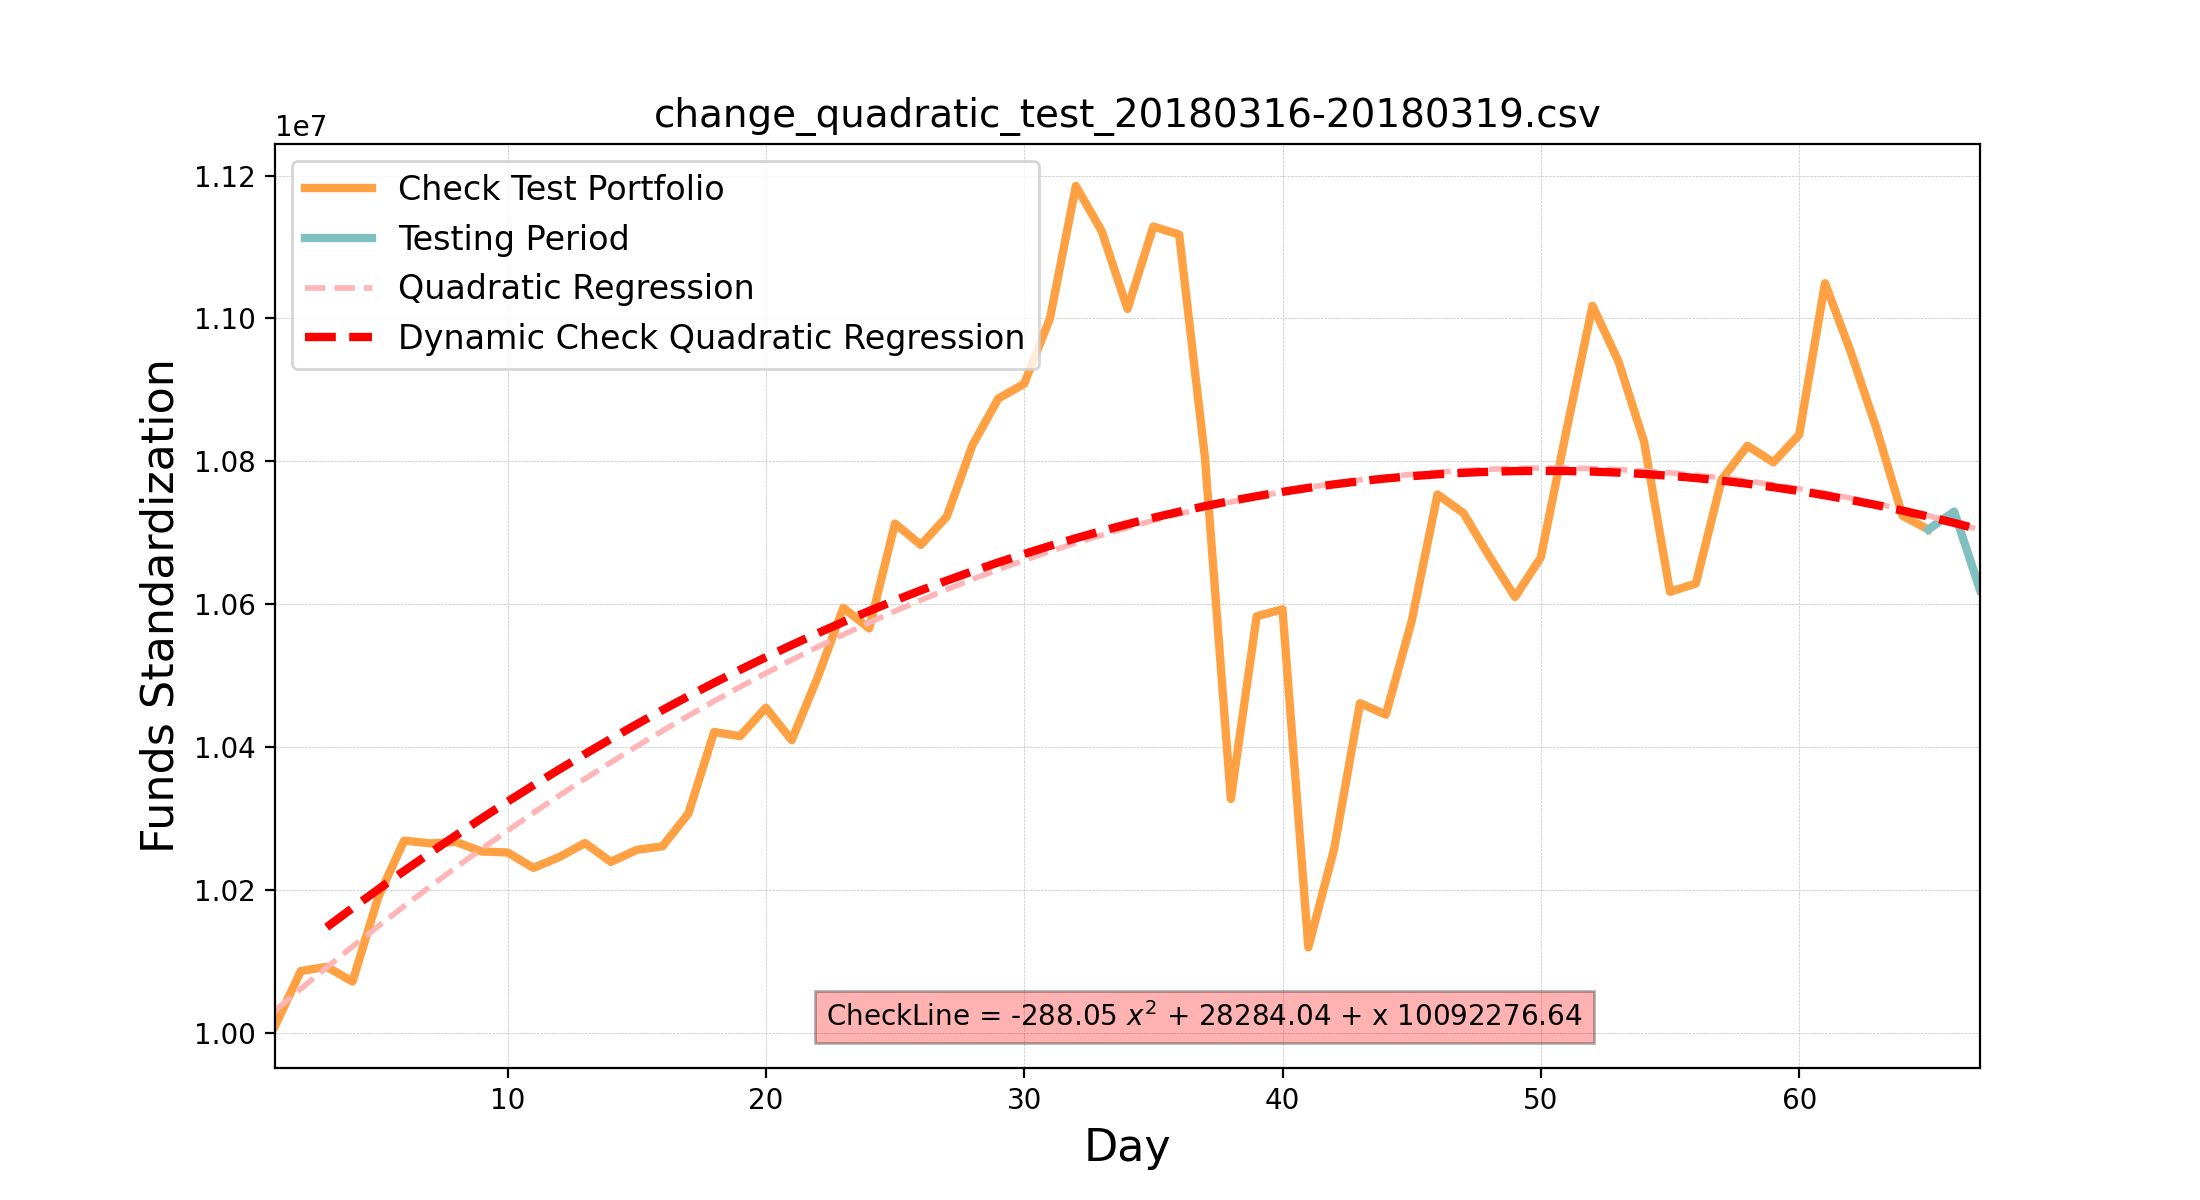 change_quadratic_test_20180316-20180319.csv
1e7
Check Test Portfolio
Testing Period
Quadratic Regression
Dynamic Check Quadratic Regression
1.12
1.10
1.08
1.06
1.04
1.02
1.00
Funds Standardization
CheckLine = -288.05 x² + 28284.04 + x 10092276.64
10 20 30 40 50 60
Day